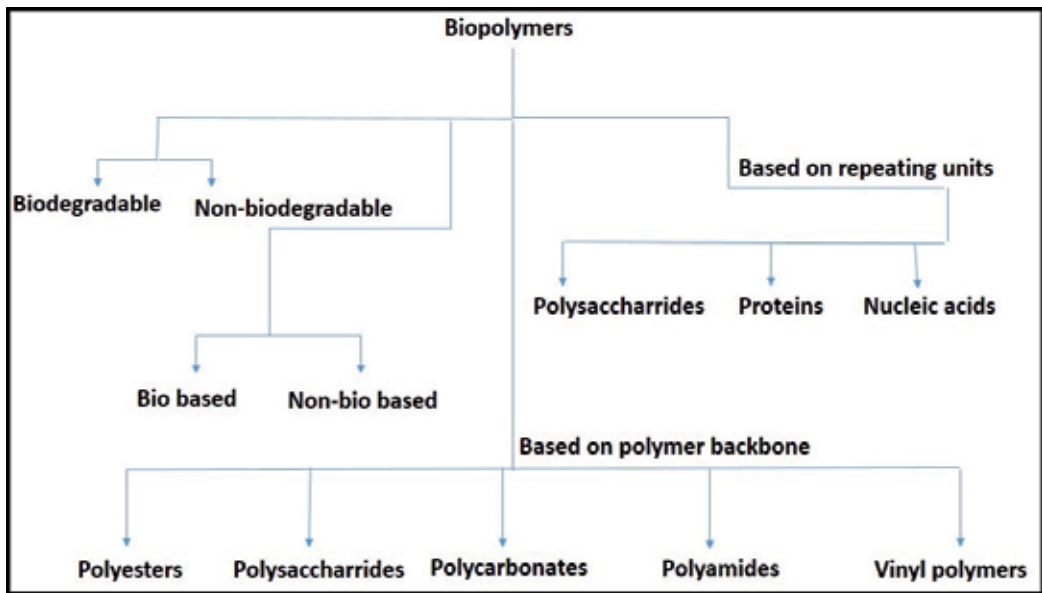 Biopolymers
Based on repeating units
Biodegradable
Non-biodegradable
Polysaccharrides
Proteins
Nucleic acids
Bio based
Non-bio based
Based on polymer backbone
Polyesters
Polysaccharrides
Polycarbonates
Polyamides
Vinyl polymers